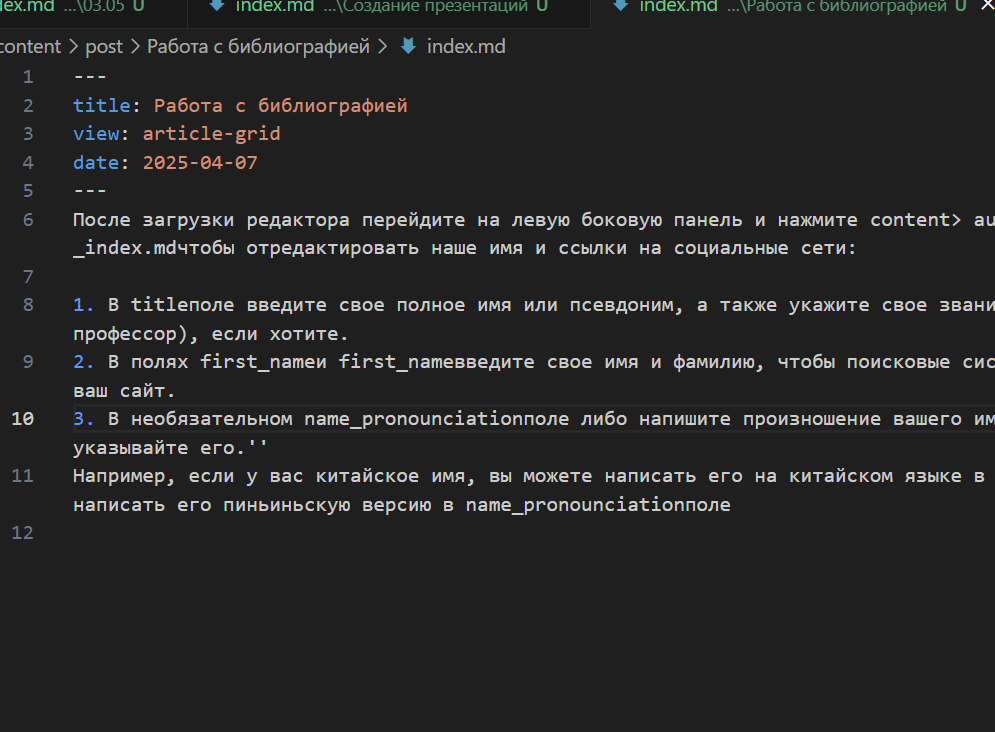 ex.md ...\03.05 U index.md ...\Создание презентаций U index.md ...\Работа с библиографией U
content > post > Работа с библиографией > index.md
1 ---
2 title: Работа с библиографией
3 view: article-grid
4 date: 2025-04-07
5 ---
6 После загрузки редактора перейдите на левую боковую панель и нажмите content> au
_index.mdчтобы отредактировать наше имя и ссылки на социальные сети:
7
8 1. В titleполе введите свое полное имя или псевдоним, а также укажите свое звани
профессор), если хотите.
9 2. В полях first_nameи first_nameвведите свое имя и фамилию, чтобы поисковые сис
ваш сайт.
10 3. В необязательном name_pronounciationполе либо напишите произношение вашего им
указывайте его.''
11 Например, если у вас китайское имя, вы можете написать его на китайском языке в
написать его пиньиньскую версию в name_pronounciationполе
12